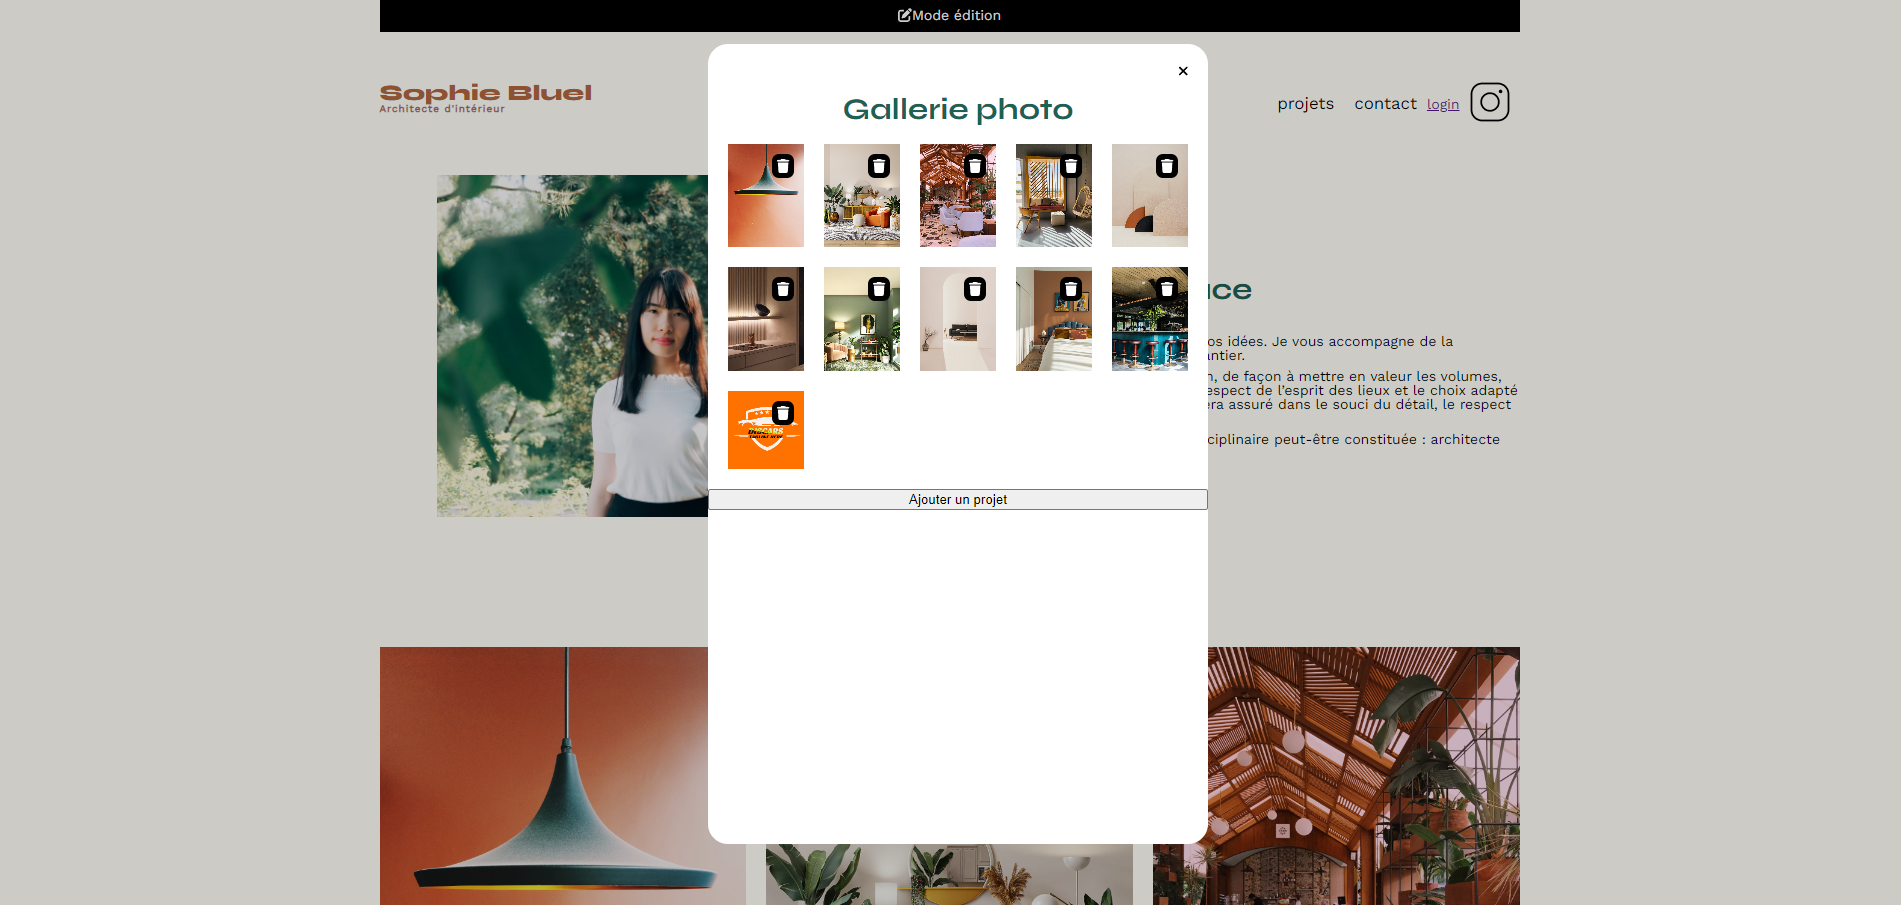 Mode édition
Sophie Bluel
Architecte d'intérieur
projets
contact
login
Gallerie photo
os idées. Je vous accompagne de la
antier.
n, de façon à mettre en valeur les volumes,
espect de l'esprit des lieux et le choix adapté
era assuré dans le souci du détail, le respect
ciplinaire peut-être constituée : architecte
Ajouter un projet